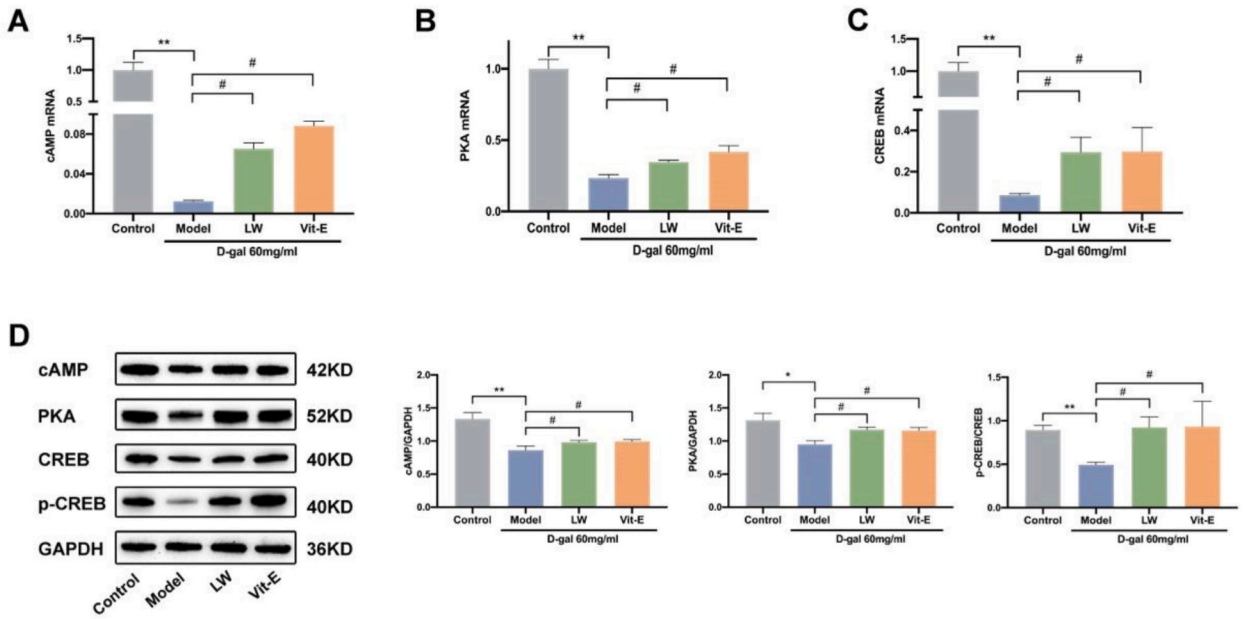 A
cAMP mRNA
1.5
1.0
0.5
0.08
0.04
0.00
**
#
#
Control Model LW Vit-E
D-gal 60mg/ml
B
PKA mRNA
1.0
0.5
0.0
**
#
#
Control Model LW Vit-E
D-gal 60mg/ml
C
CREB mRNA
1.5
1.0
0.4
0.2
0.0
**
#
#
Control Model LW Vit-E
D-gal 60mg/ml
D
cAMP 42KD
PKA 52KD
CREB 40KD
p-CREB 40KD
GAPDH 36KD
Control Model LW Vit-E
cAMP/GAPDH
2.0
1.5
1.0
0.5
0.0
**
#
#
Control Model LW Vit-E
D-gal 60mg/ml
PKA/GAPDH
2.0
1.5
1.0
0.5
0.0
*
#
#
Control Model LW Vit-E
D-gal 60mg/ml
p-CREB/CREB
1.5
1.0
0.5
0.0
**
#
#
Control Model LW Vit-E
D-gal 60mg/ml